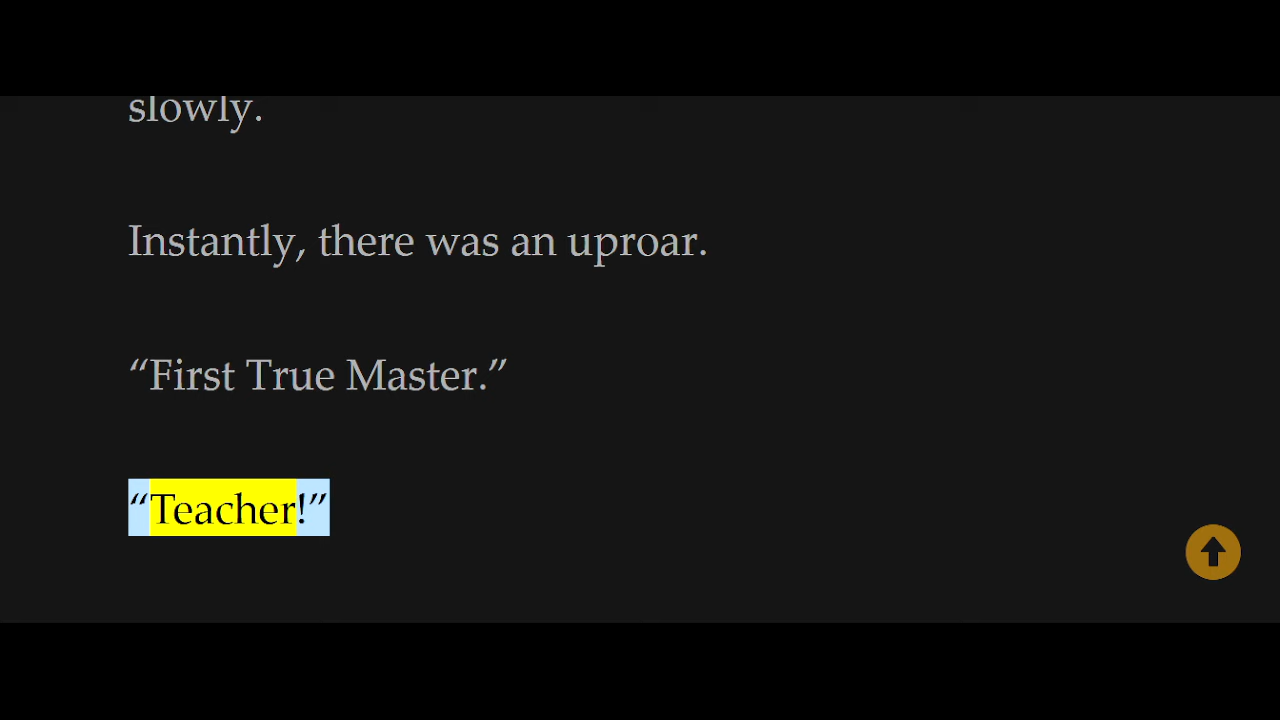 slowly.
Instantly, there was an uproar.
“First True Master.”
“Teacher!”